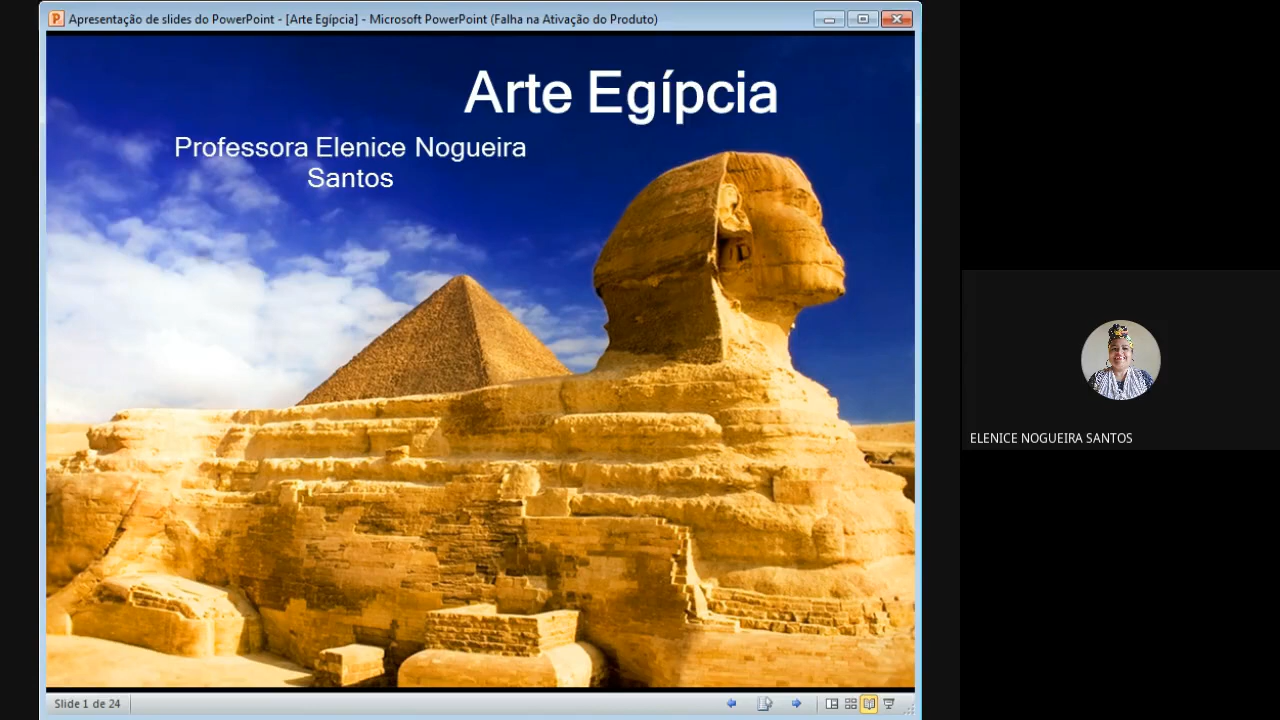 Apresentação de slides do PowerPoint - [Arte Egípcia] - Microsoft PowerPoint (Falha na Ativação do Produto)
Arte Egípcia
Professora Elenice Nogueira
Santos
ELENICE NOGUEIRA SANTOS
Slide 1 de 24